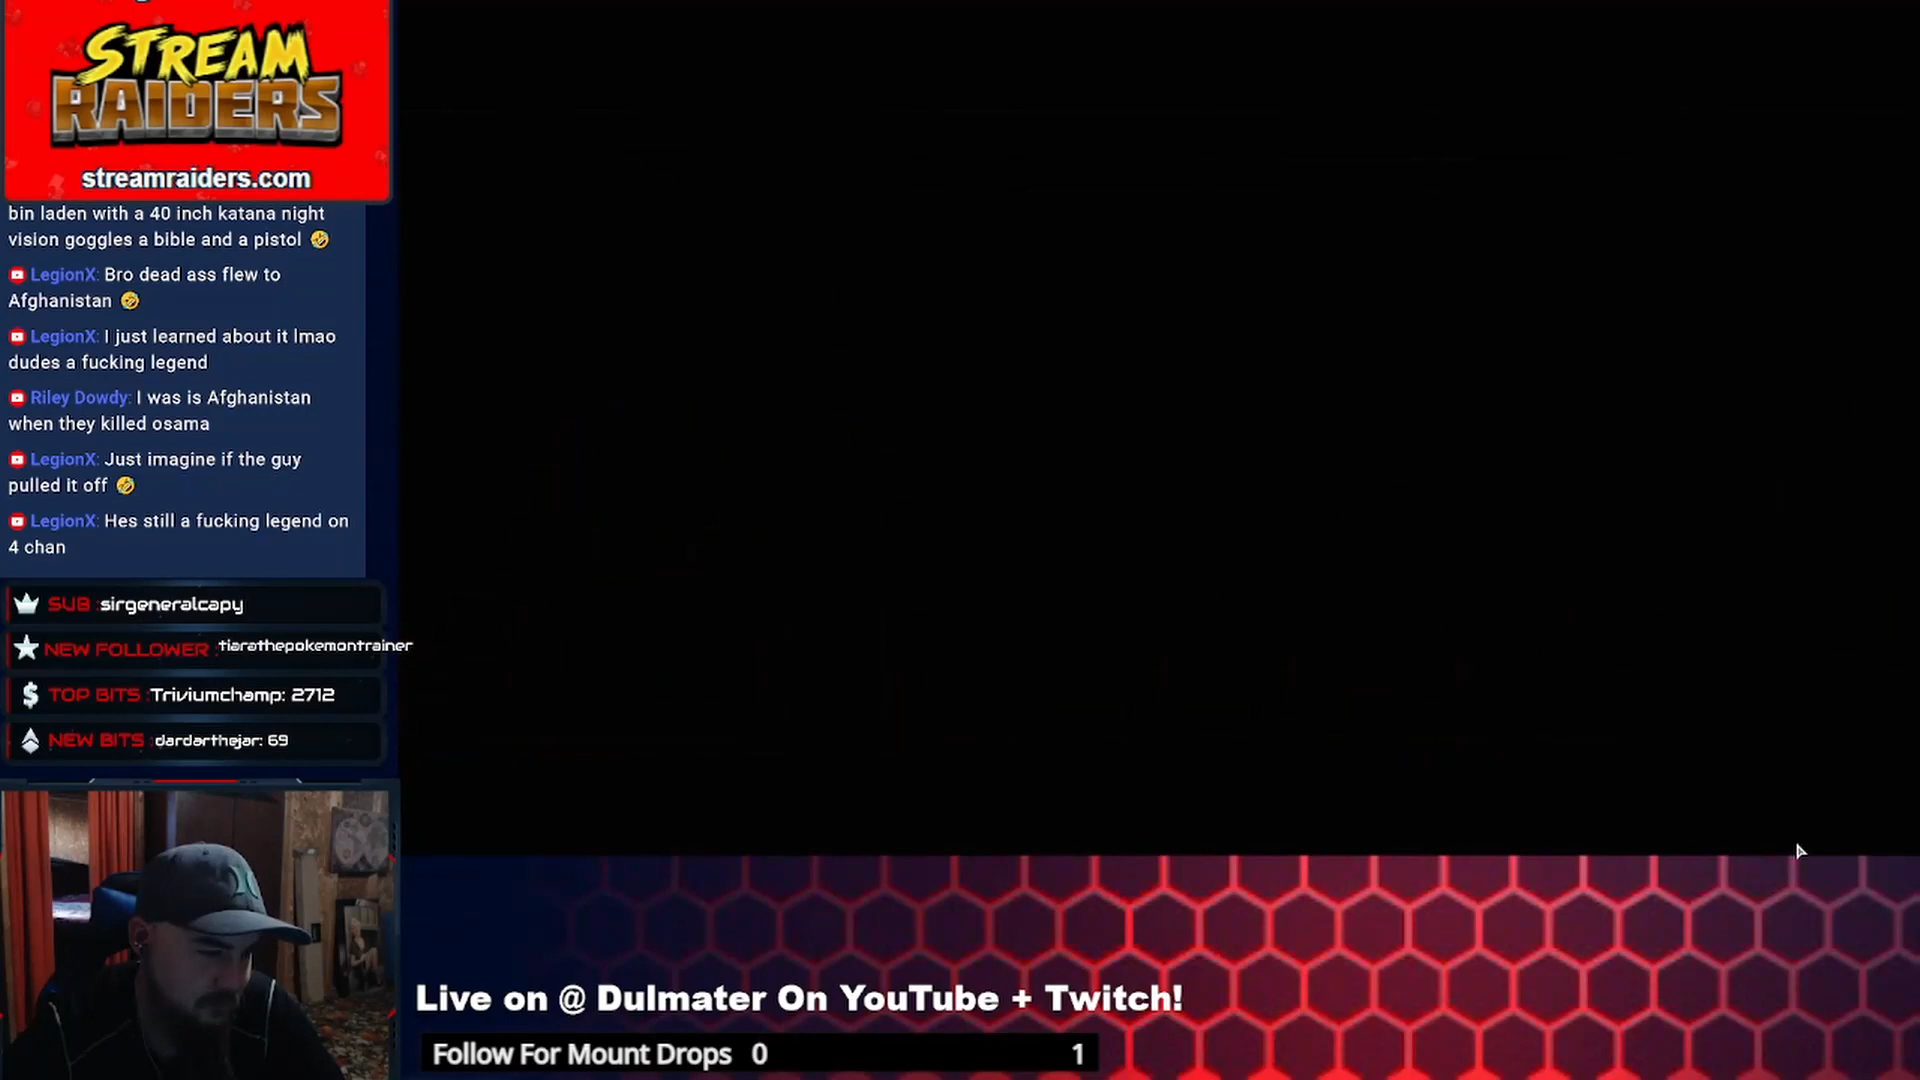 STREAM
RAIDERS
streamraiders.com
bin laden with a 40 inch katana night
vision goggles a bible and a pistol 🤣
LegionX: Bro dead ass flew to
Afghanistan 🤣
LegionX: I just learned about it lmao
dudes a fucking legend
Riley Dowdy: I was is Afghanistan
when they killed osama
LegionX: Just imagine if the guy
pulled it off 🤣
LegionX: Hes still a fucking legend on
4 chan
SUB : sirgeneralcapy
NEW FOLLOWER : tiarathepokemontrainer
TOP BITS : Triviumchamp: 2712
NEW BITS : dardarthejar: 69
Live on @ Dulmater On YouTube + Twitch!
Follow For Mount Drops 0 1